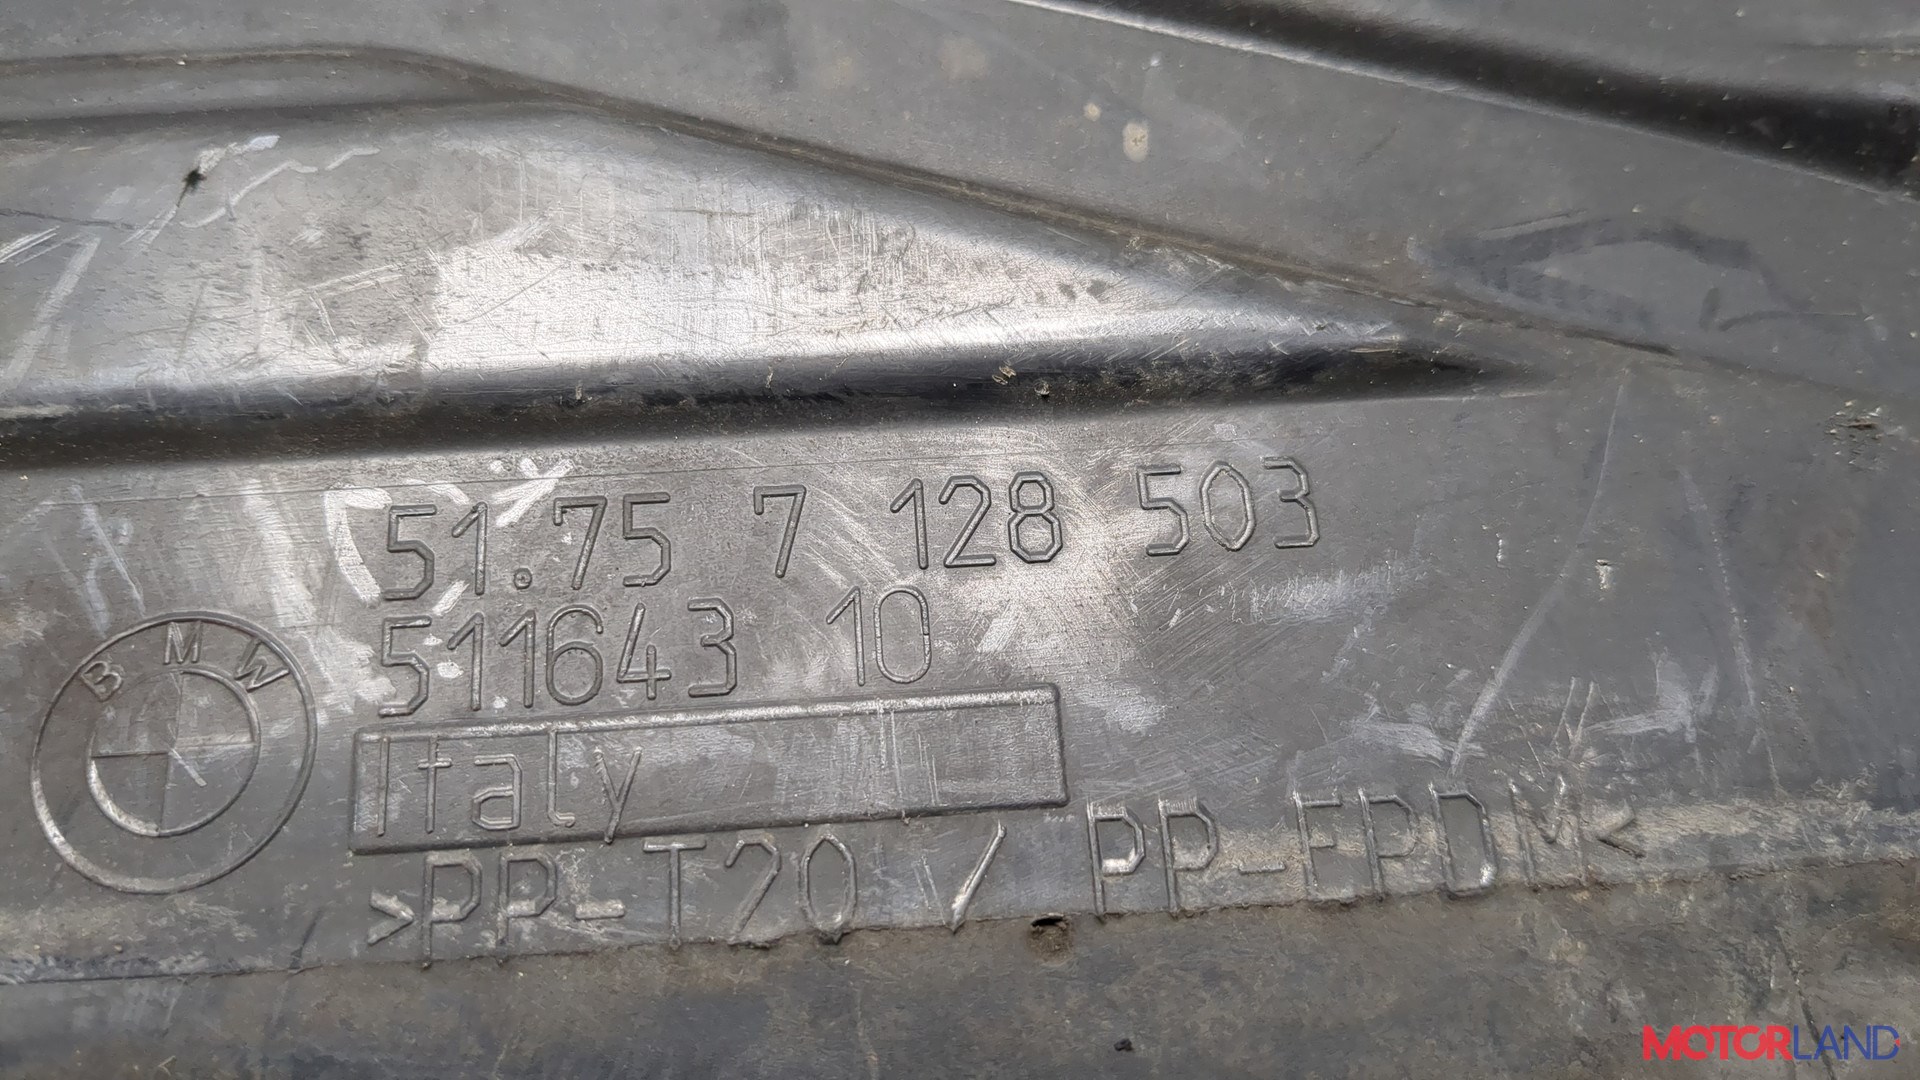 51.75 7 128 503
511643 10
BMW
Italy
>PP-T20 / PP-EPDM<
MOTORLAND